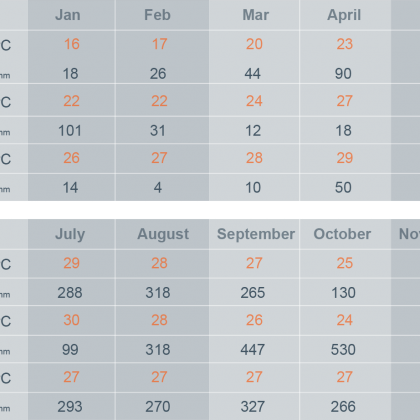 Jan Feb Mar April
C 16 17 20 23
mm 18 26 44 90
C 22 22 24 27
mm 101 31 12 18
C 26 27 28 29
mm 14 4 10 50
July August September October Nov
C 29 28 27 25
mm 288 318 265 130
C 30 28 26 24
mm 99 318 447 530
C 27 27 27 27
mm 293 270 327 266